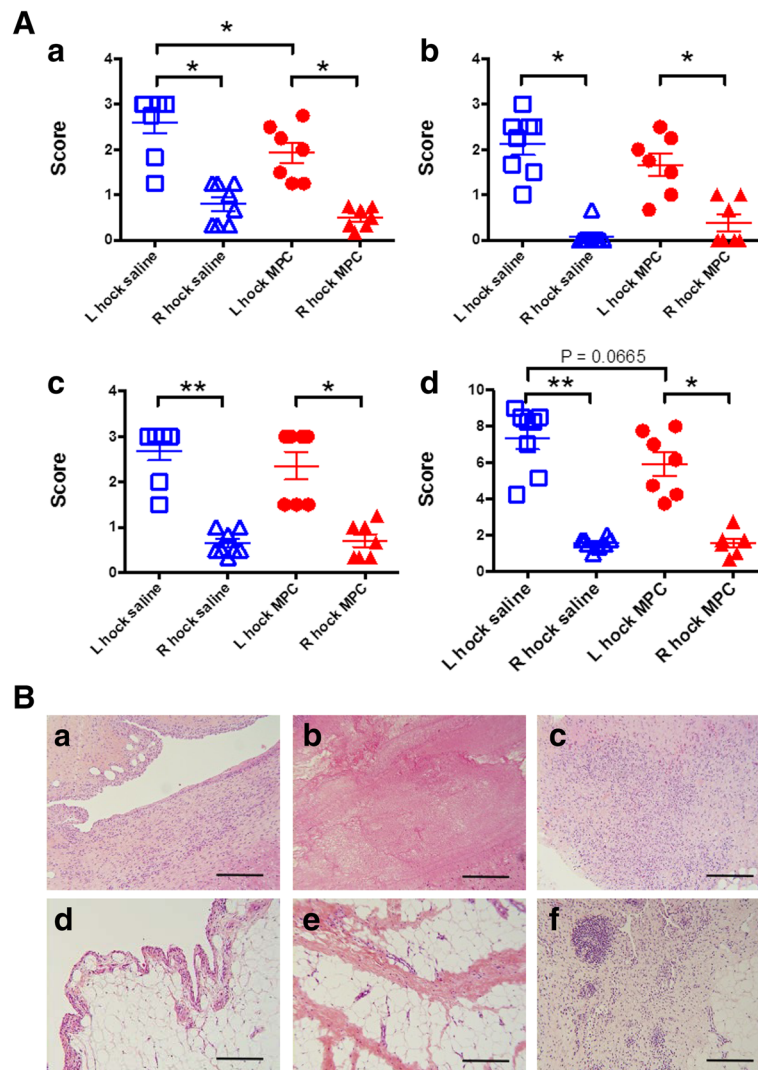 A
a
b
*
*
*
*
*
4
3
2
1
0
Score
L hock saline
R hock saline
L hock MPC
R hock MPC
4
3
2
1
0
Score
L hock saline
R hock saline
L hock MPC
R hock MPC
c
d
**
*
P = 0.0665
**
*
4
3
2
1
0
Score
L hock saline
R hock saline
L hock MPC
R hock MPC
10
8
6
4
2
0
Score
L hock saline
R hock saline
L hock MPC
R hock MPC
B
a
b
c
d
e
f